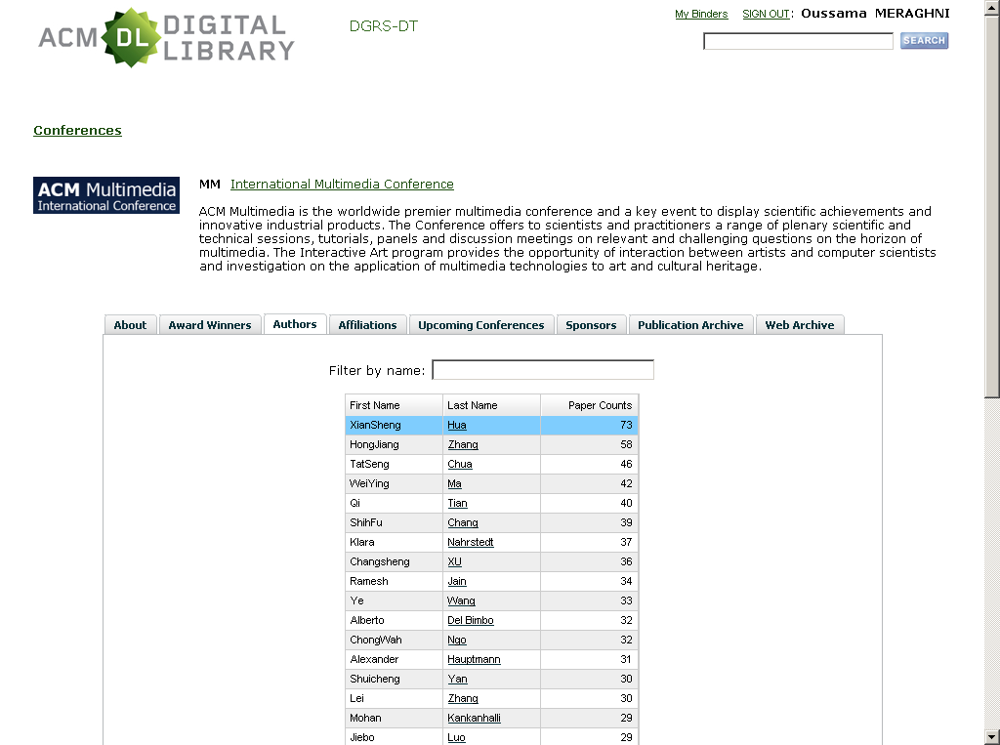 ACM DL DIGITAL LIBRARY
DGRS-DT
My Binders SIGN OUT: Oussama MERAGHNI
SEARCH
Conferences
ACM Multimedia
International Conference
MM International Multimedia Conference
ACM Multimedia is the worldwide premier multimedia conference and a key event to display scientific achievements and
innovative industrial products. The Conference offers to scientists and practitioners a range of plenary scientific and
technical sessions, tutorials, panels and discussion meetings on relevant and challenging questions on the horizon of
multimedia. The Interactive Art program provides the opportunity of interaction between artists and computer scientists
and investigation on the application of multimedia technologies to art and cultural heritage.
About Award Winners Authors Affiliations Upcoming Conferences Sponsors Publication Archive Web Archive
Filter by name:
First Name Last Name Paper Counts
XianSheng Hua 73
HongJiang Zhang 58
TatSeng Chua 46
WeiYing Ma 42
Qi Tian 40
ShihFu Chang 39
Klara Nahrstedt 37
Changsheng XU 36
Ramesh Jain 34
Ye Wang 33
Alberto Del Bimbo 32
ChongWah Ngo 32
Alexander Hauptmann 31
Shuicheng Yan 30
Lei Zhang 30
Mohan Kankanhalli 29
Jiebo Luo 29